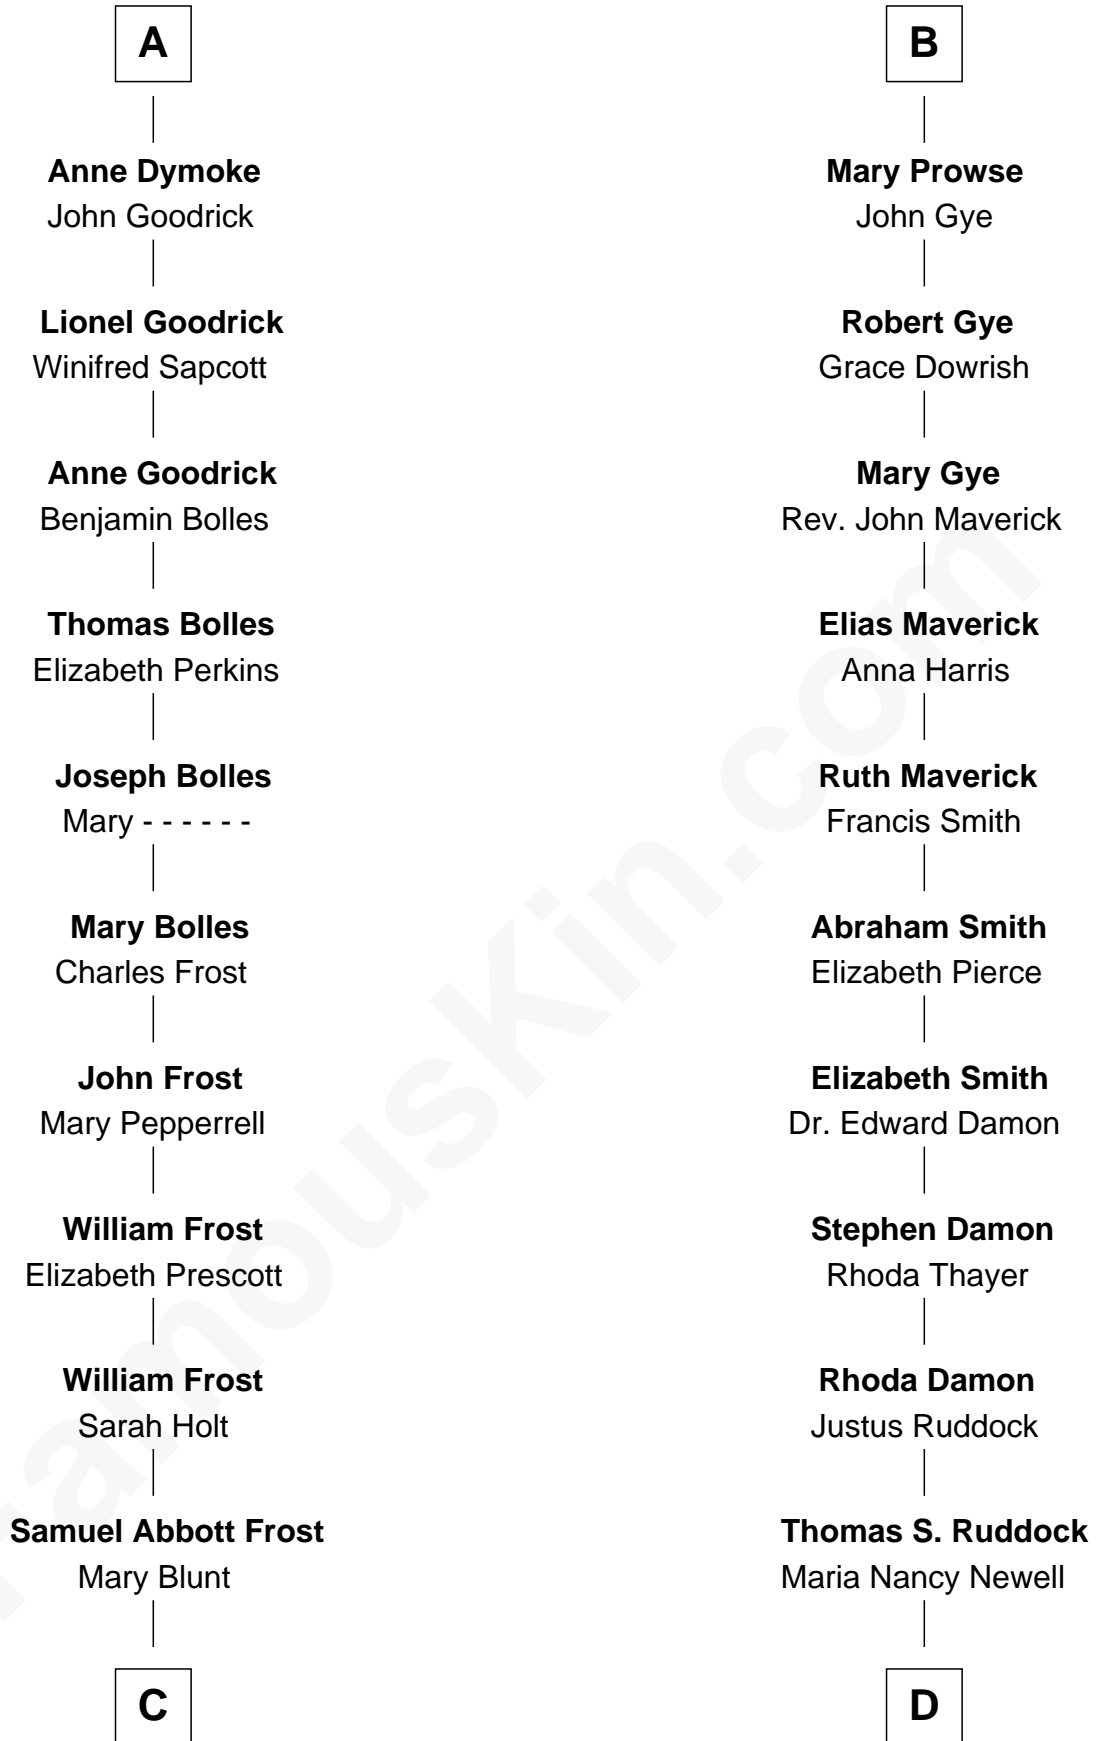 A
Anne Dymoke
John Goodrick
Lionel Goodrick
Winifred Sapcott
Anne Goodrick
Benjamin Bolles
Thomas Bolles
Elizabeth Perkins
Joseph Bolles
Mary - - - - - -
Mary Bolles
Charles Frost
John Frost
Mary Pepperrell
William Frost
Elizabeth Prescott
William Frost
Sarah Holt
Samuel Abbott Frost
Mary Blunt
C
B
Mary Prowse
John Gye
Robert Gye
Grace Dowrish
Mary Gye
Rev. John Maverick
Elias Maverick
Anna Harris
Ruth Maverick
Francis Smith
Abraham Smith
Elizabeth Pierce
Elizabeth Smith
Dr. Edward Damon
Stephen Damon
Rhoda Thayer
Rhoda Damon
Justus Ruddock
Thomas S. Ruddock
Maria Nancy Newell
D
FamousKin.com